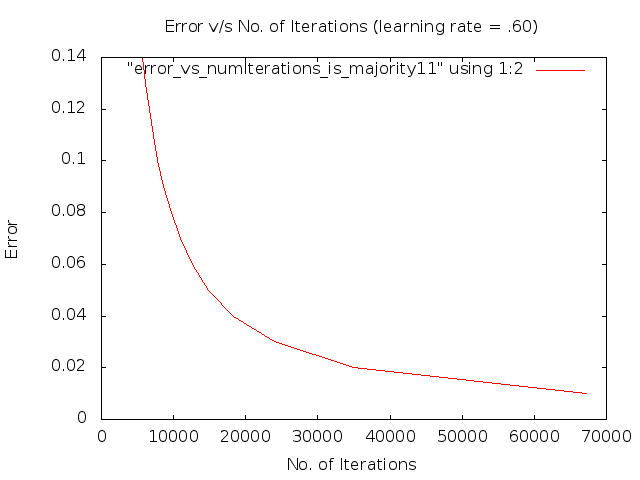 Error v/s No. of Iterations (learning rate = .60)
"error_vs_numIterations_is_majority11" using 1:2
0.14
0.12
0.1
0.08
0.06
0.04
0.02
0
Error
0 10000 20000 30000 40000 50000 60000 70000
No. of Iterations